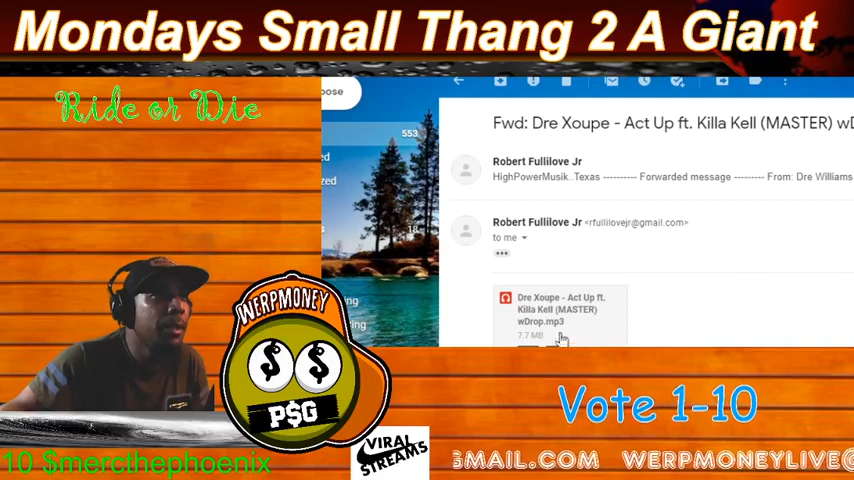 Mondays Small Thang 2 A Giant
Ride or Die
553
18
Fwd: Dre Xoupe - Act Up ft. Killa Kell (MASTER)
Robert Fullilove Jr
HighPowerMusik..Texas ---------- Forwarded message --------- From: Dre Williams
Robert Fullilove Jr <rfullilovejr@gmail.com>
to me
Dre Xoupe - Act Up ft.
Killa Kell (MASTER)
wDrop.mp3
7.7 MB
WERPMONEY
$ $
P$G
Vote 1-10
VIRAL
STREAMS
10 $mercthephoenix
GMAIL.COM WERPMONEYLIVE@